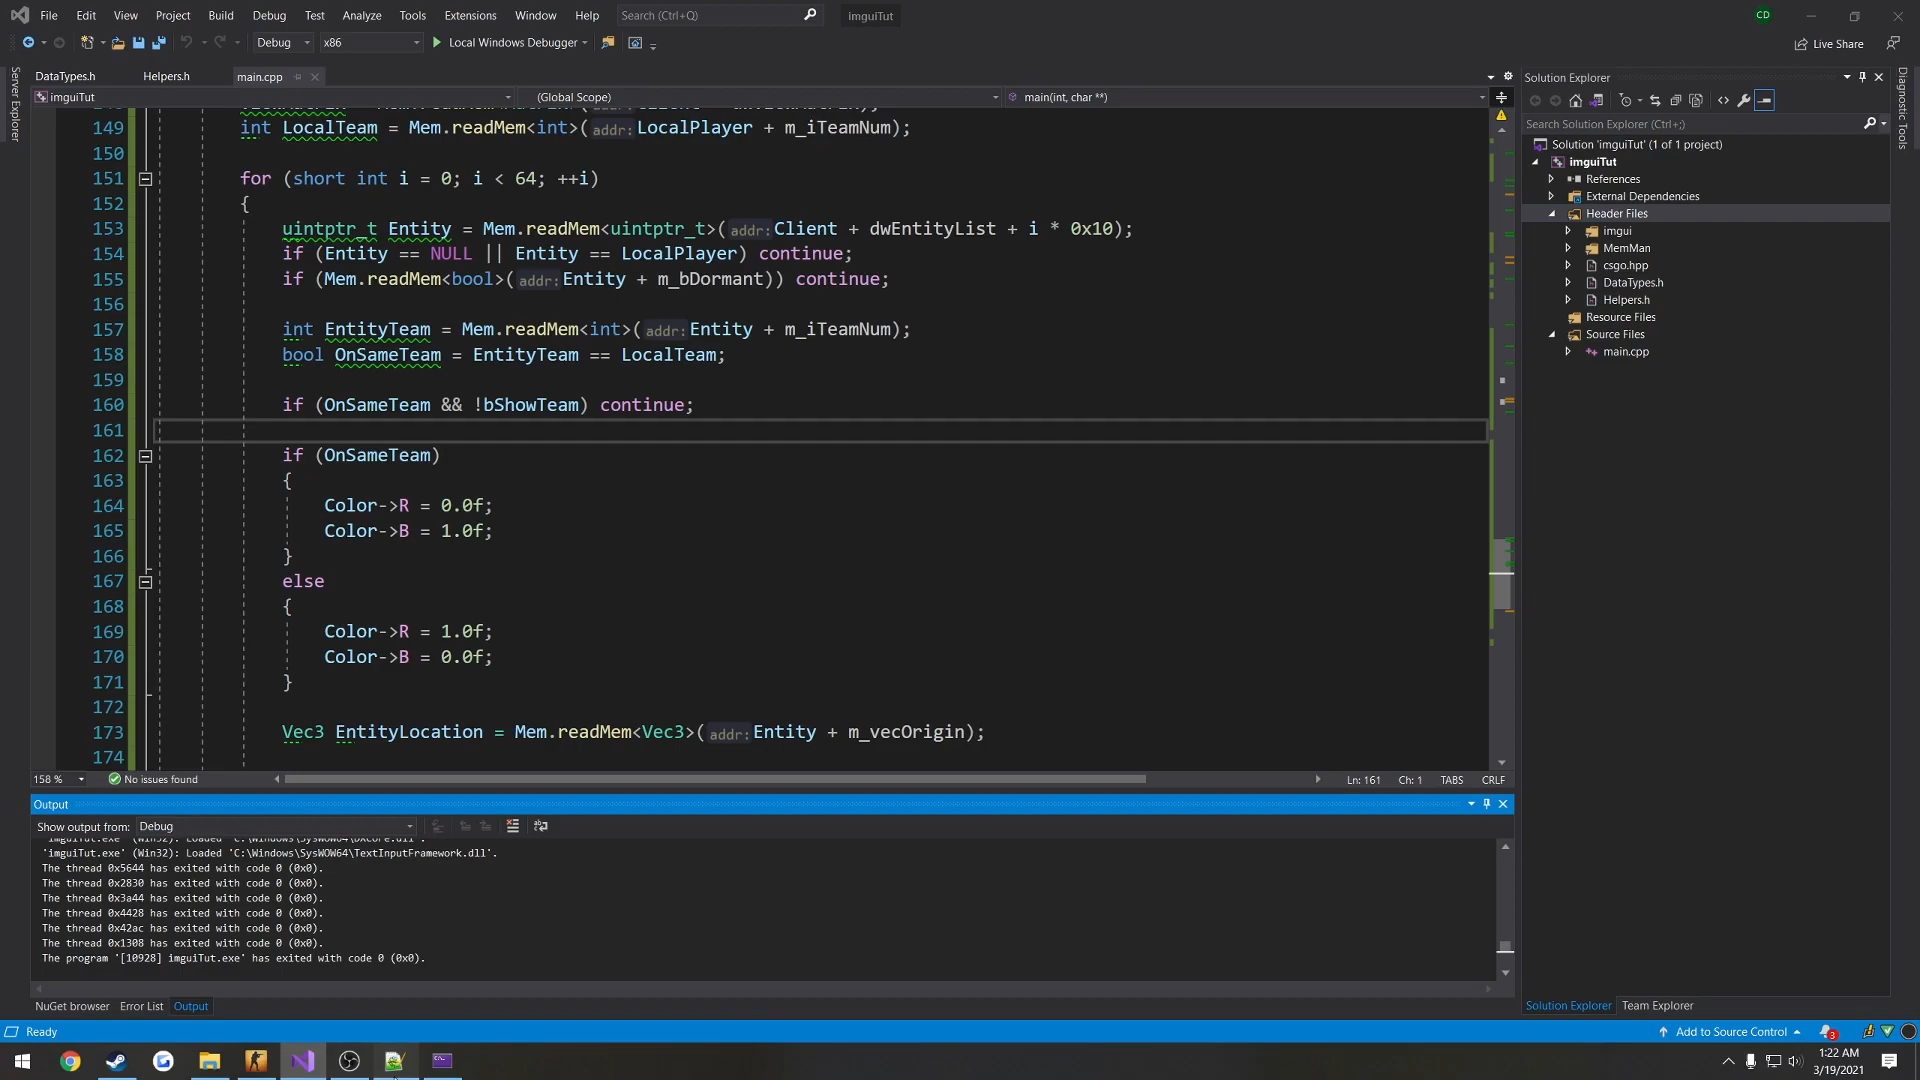 File Edit View Project Build Debug Test Analyze Tools Extensions Window Help Search (Ctrl+Q) imguiTut CD
Debug x86 Local Windows Debugger Live Share
Server Explorer
DataTypes.h Helpers.h main.cpp
imguiTut (Global Scope) main(int, char **)
149 int LocalTeam = Mem.readMem<int>(addr:LocalPlayer + m_iTeamNum);
150
151 for (short int i = 0; i < 64; ++i)
152 {
153 uintptr_t Entity = Mem.readMem<uintptr_t>(addr:Client + dwEntityList + i * 0x10);
154 if (Entity == NULL || Entity == LocalPlayer) continue;
155 if (Mem.readMem<bool>(addr:Entity + m_bDormant)) continue;
156
157 int EntityTeam = Mem.readMem<int>(addr:Entity + m_iTeamNum);
158 bool OnSameTeam = EntityTeam == LocalTeam;
159
160 if (OnSameTeam && !bShowTeam) continue;
161
162 if (OnSameTeam)
163 {
164 Color->R = 0.0f;
165 Color->B = 1.0f;
166 }
167 else
168 {
169 Color->R = 1.0f;
170 Color->B = 0.0f;
171 }
172
173 Vec3 EntityLocation = Mem.readMem<Vec3>(addr:Entity + m_vecOrigin);
174
158 % No issues found Ln: 161 Ch: 1 TABS CRLF
Output
Show output from: Debug
'imguiTut.exe' (Win32): Loaded 'C:\Windows\SysWOW64\DXCore.dll'.
'imguiTut.exe' (Win32): Loaded 'C:\Windows\SysWOW64\TextInputFramework.dll'.
The thread 0x5644 has exited with code 0 (0x0).
The thread 0x2830 has exited with code 0 (0x0).
The thread 0x3a44 has exited with code 0 (0x0).
The thread 0x4428 has exited with code 0 (0x0).
The thread 0x42ac has exited with code 0 (0x0).
The thread 0x1308 has exited with code 0 (0x0).
The program '[10928] imguiTut.exe' has exited with code 0 (0x0).
NuGet browser Error List Output
Solution Explorer
Search Solution Explorer (Ctrl+;)
Solution 'imguiTut' (1 of 1 project)
imguiTut
References
External Dependencies
Header Files
imgui
MemMan
csgo.hpp
DataTypes.h
Helpers.h
Resource Files
Source Files
main.cpp
Solution Explorer Team Explorer
Diagnostic Tools
Ready Add to Source Control 3
1:22 AM
3/19/2021